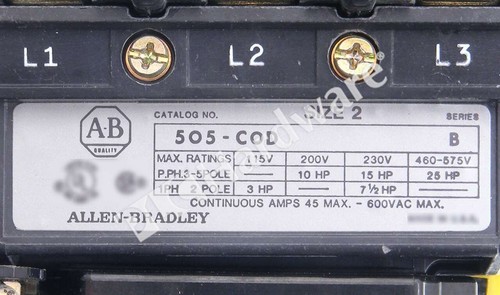 L1 L2 L3
CATALOG NO. SIZE 2 SERIES
A-B QUALITY
505-COD B
MAX. RATINGS 115V 200V 230V 460-575V
P.PH.3-5POLE — 10 HP 15 HP 25 HP
1PH 2 POLE 3 HP — 7½ HP —
CONTINUOUS AMPS 45 MAX. - 600VAC MAX.
ALLEN-BRADLEY